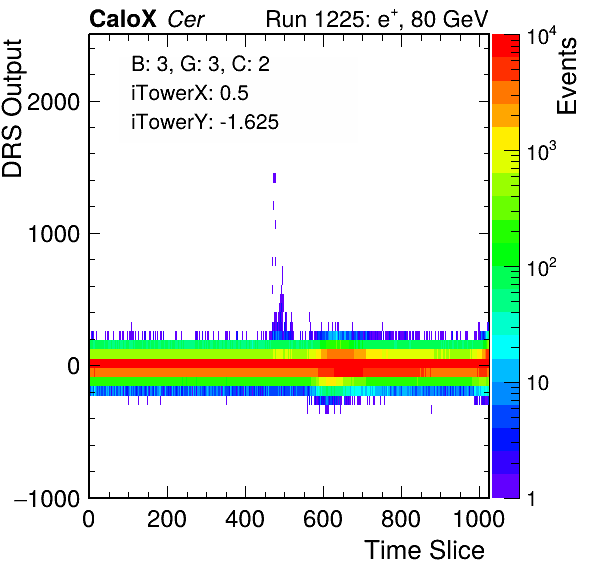 CaloX Cer Run 1225: e⁺, 80 GeV
B: 3, G: 3, C: 2
iTowerX: 0.5
iTowerY: -1.625
DRS Output
2000
1000
0
−1000
0 200 400 600 800 1000
Time Slice
Events
10⁴
10³
10²
10
1